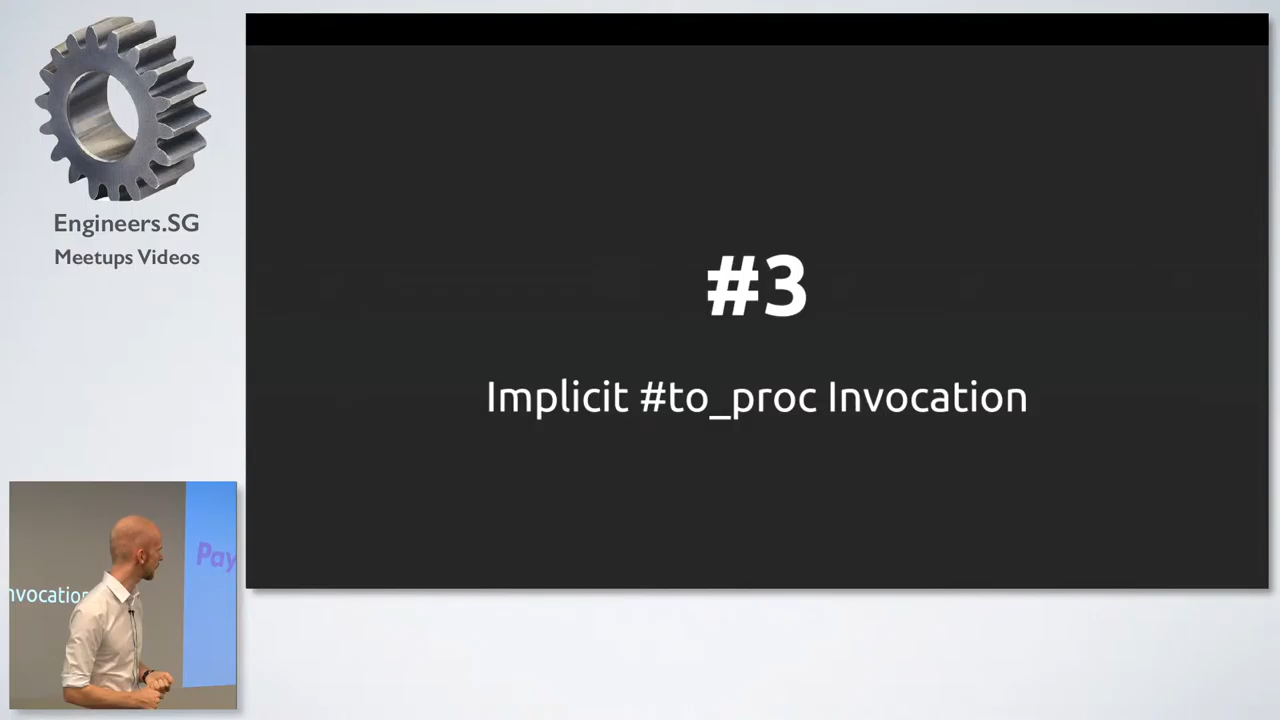 Engineers.SG
Meetups Videos
#3
Implicit #to_proc Invocation
nvocation
Pay